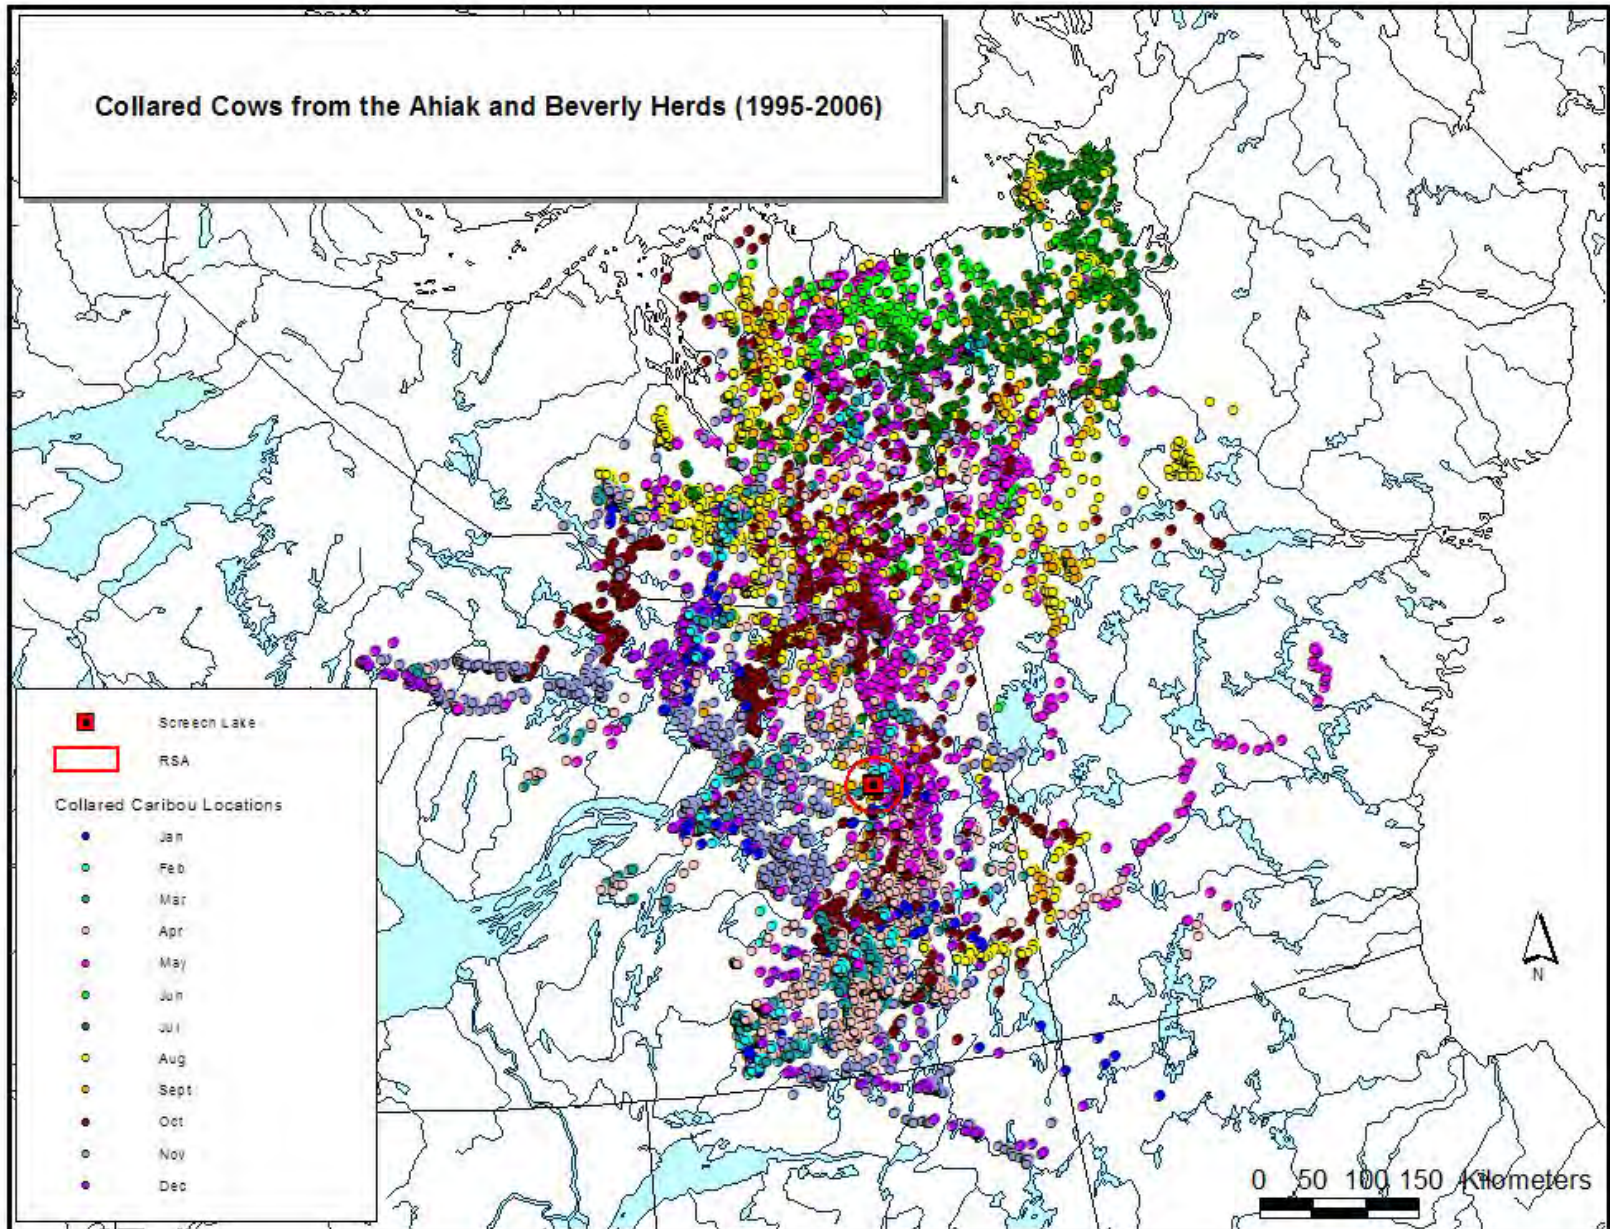 Collared Cows from the Ahiak and Beverly Herds (1995-2006)
Screech Lake
RSA
Collared Caribou Locations
Jan
Feb
Mar
Apr
May
Jun
Jul
Aug
Sept
Oct
Nov
Dec
N
0 50 100 150 Kilometers